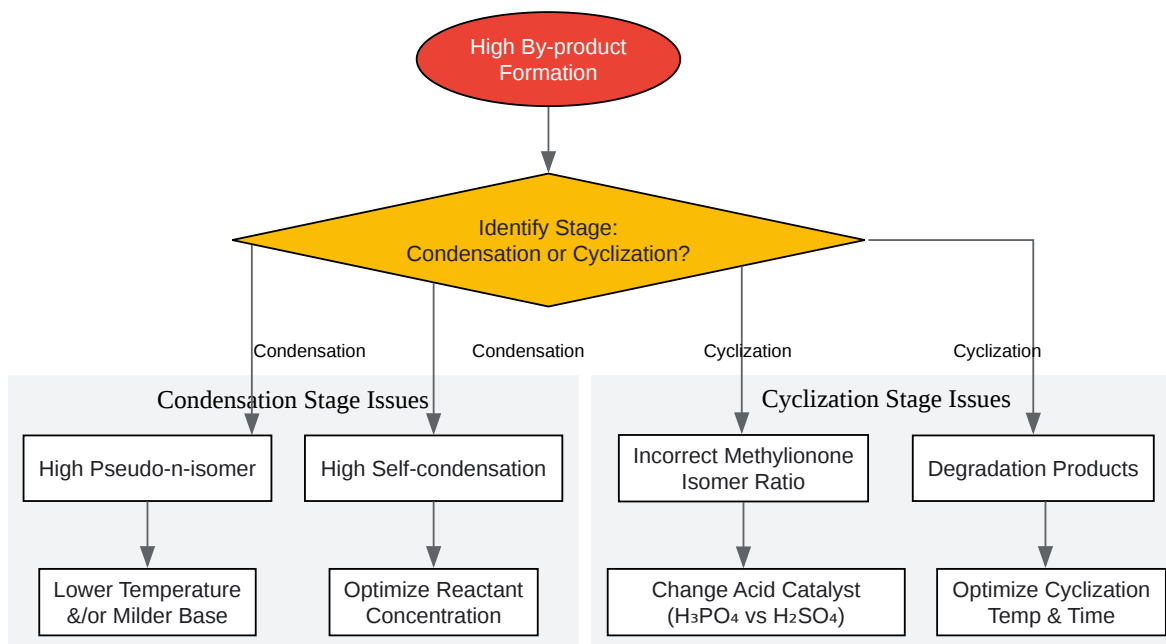 High By-product
Formation
Identify Stage:
Condensation or Cyclization?
Condensation
Condensation
Cyclization
Cyclization
Condensation Stage Issues
Cyclization Stage Issues
High Pseudo-n-isomer
High Self-condensation
Incorrect Methylionone
Isomer Ratio
Degradation Products
Lower Temperature
&/or Milder Base
Optimize Reactant
Concentration
Change Acid Catalyst
(H₃PO₄ vs H₂SO₄)
Optimize Cyclization
Temp & Time